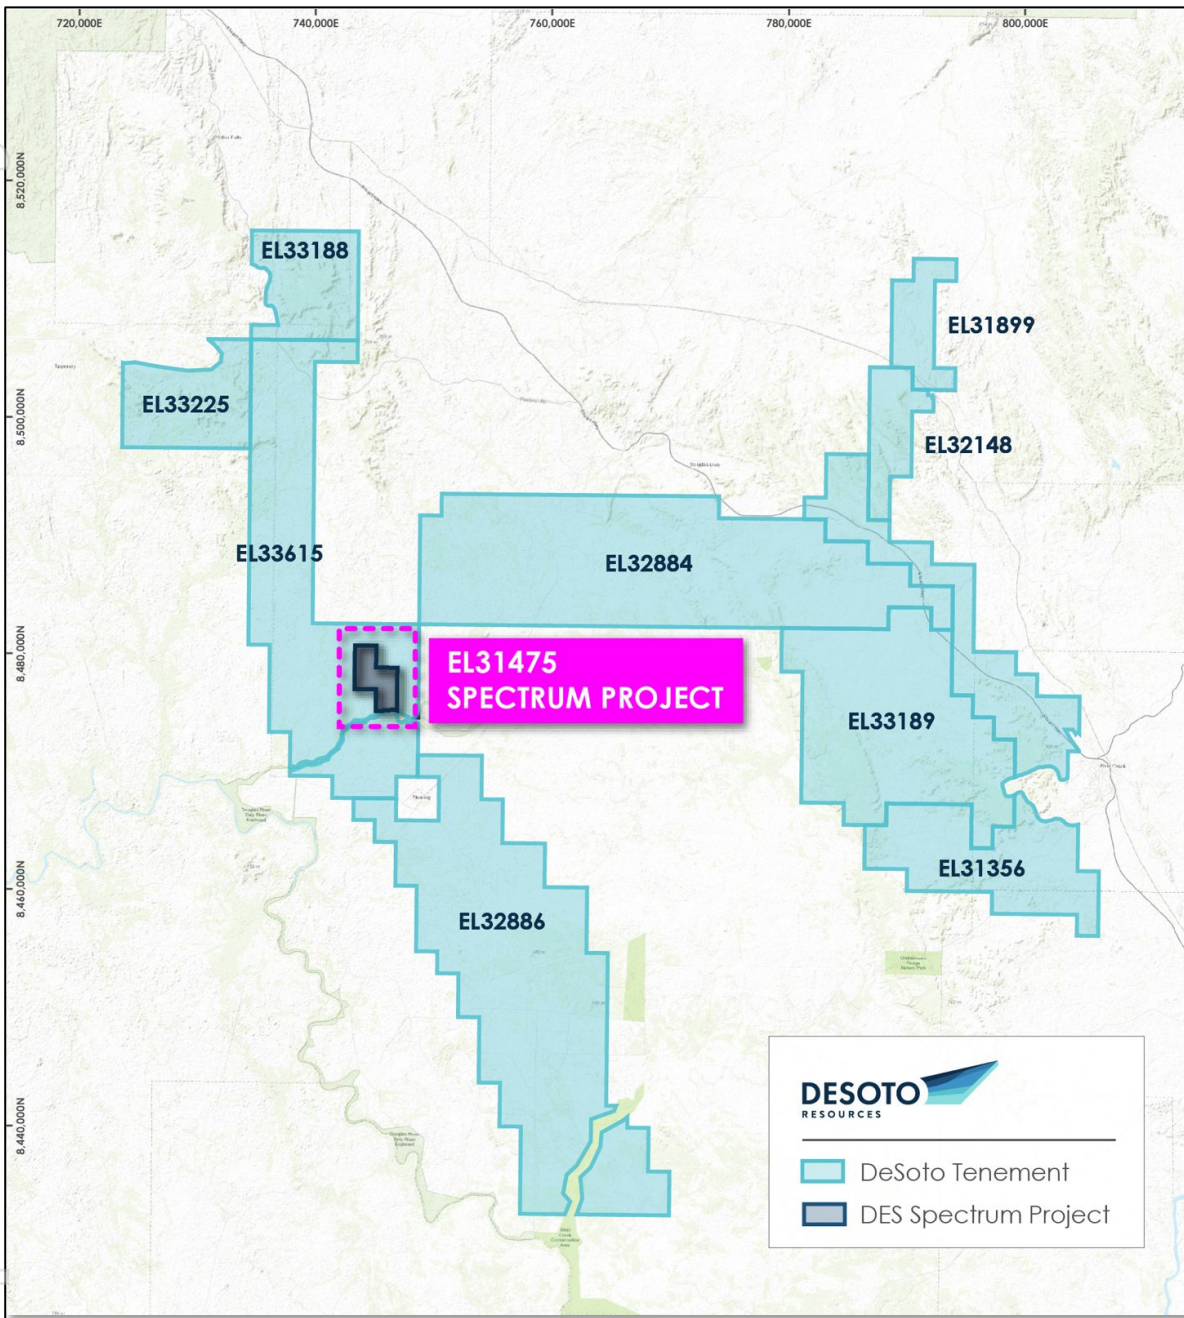 720,000E
740,000E
760,000E
780,000E
800,000E
8,520,000N
8,500,000N
8,480,000N
8,460,000N
8,440,000N
EL33188
EL31899
EL33225
EL32148
EL33615
EL32884
EL31475
SPECTRUM PROJECT
EL33189
EL31356
EL32886
Pine Creek
DESOTO
RESOURCES
DeSoto Tenement
DES Spectrum Project